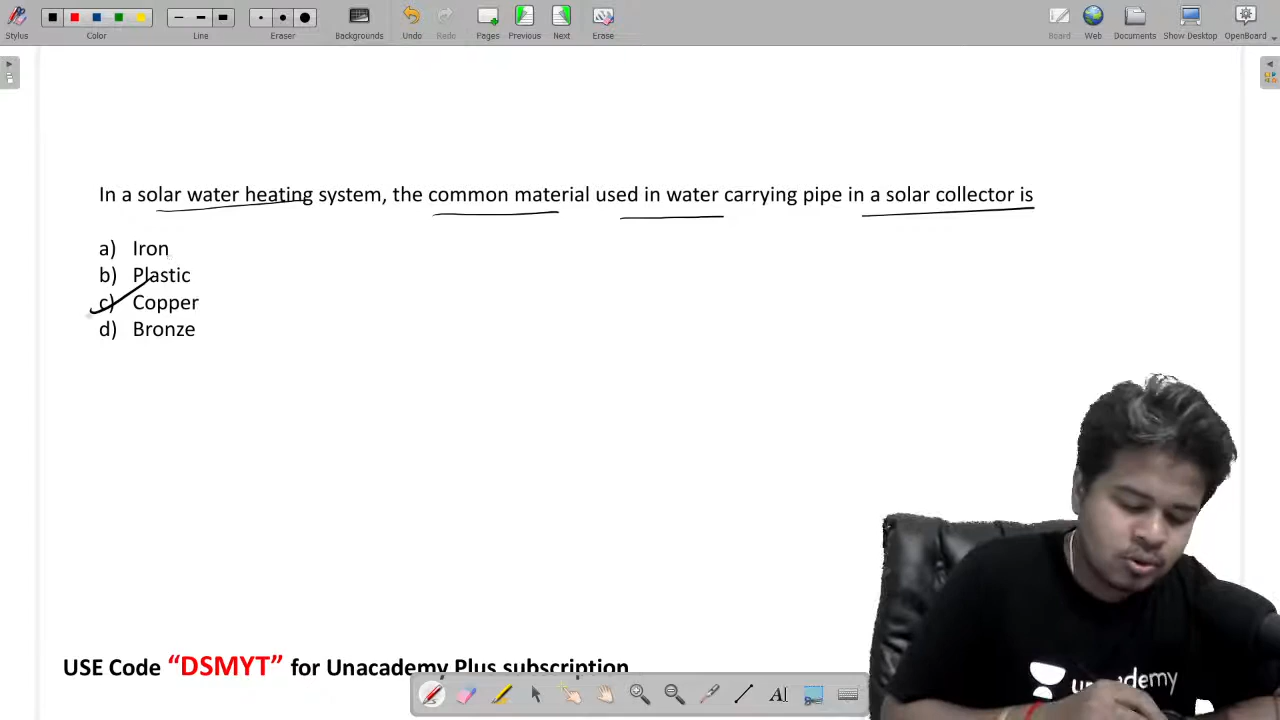 Stylus
Color
Line
Eraser
Backgrounds
Undo
Redo
Pages
Previous
Next
Erase
Board
Web
Documents
Show Desktop
OpenBoard
In a solar water heating system, the common material used in water carrying pipe in a solar collector is
a) Iron
b) Plastic
c) Copper
d) Bronze
USE Code “DSMYT” for Unacademy Plus subscription
unacademy